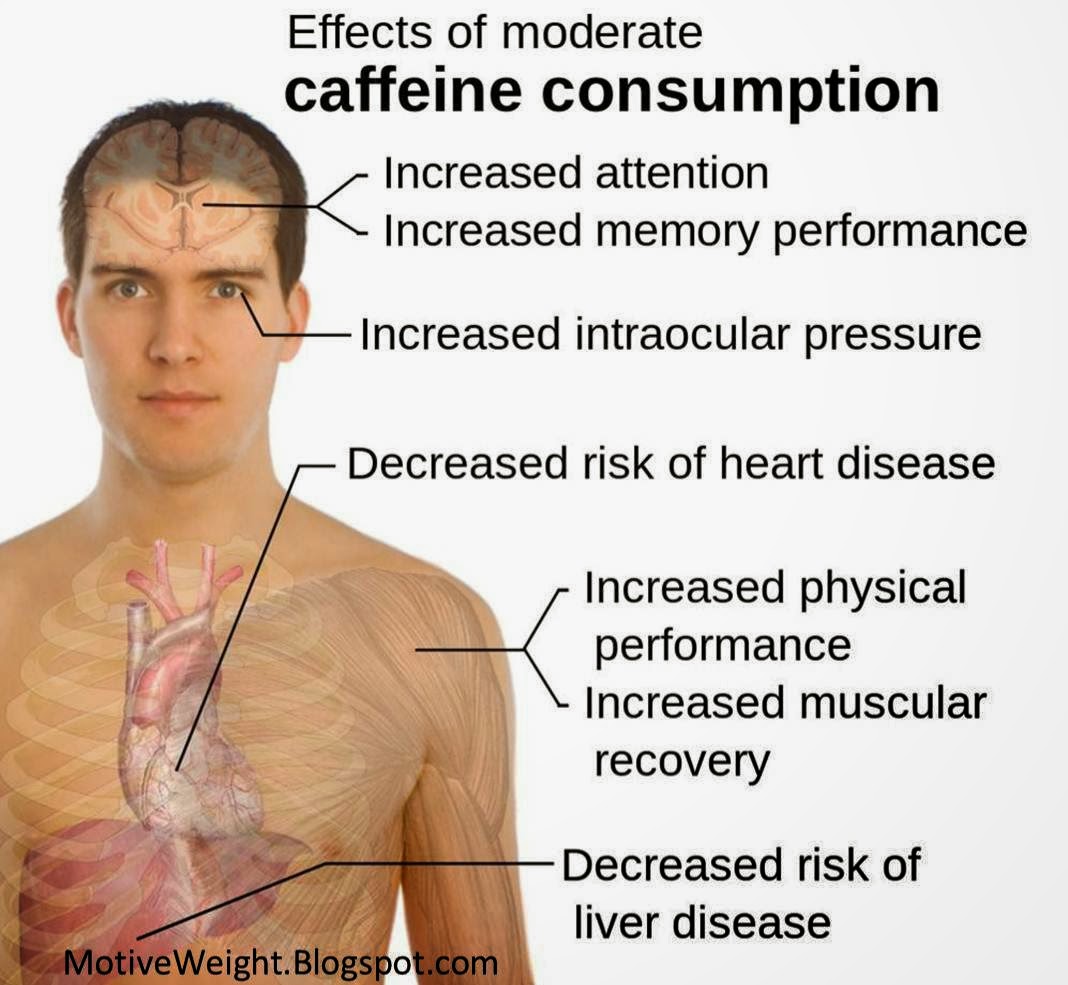 Effects of moderate
caffeine consumption
Increased attention
Increased memory performance
Increased intraocular pressure
Decreased risk of heart disease
Increased physical
performance
Increased muscular
recovery
Decreased risk of
liver disease
MotiveWeight.Blogspot.com